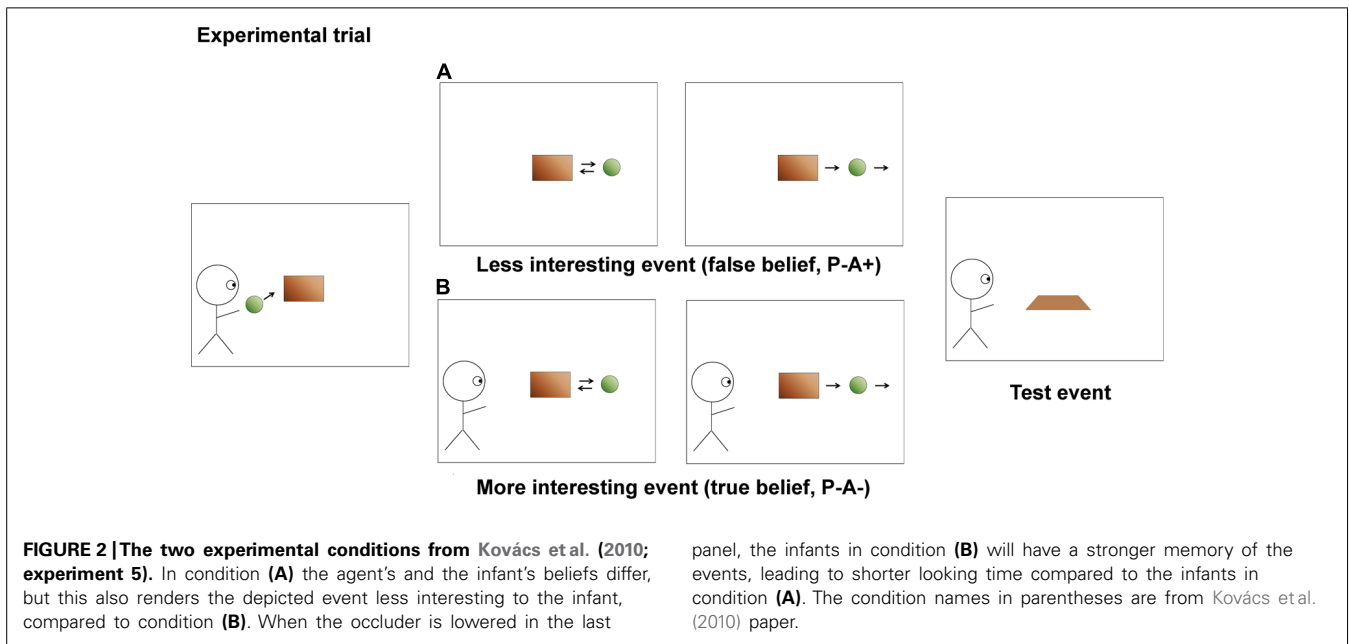 Experimental trial
A
Less interesting event (false belief, P-A+)
B
More interesting event (true belief, P-A-)
Test event
FIGURE 2 | The two experimental conditions from Kovács et al. (2010;
experiment 5). In condition (A) the agent's and the infant's beliefs differ,
but this also renders the depicted event less interesting to the infant,
compared to condition (B). When the occluder is lowered in the last
panel, the infants in condition (B) will have a stronger memory of the
events, leading to shorter looking time compared to the infants in
condition (A). The condition names in parentheses are from Kovács et al.
(2010) paper.